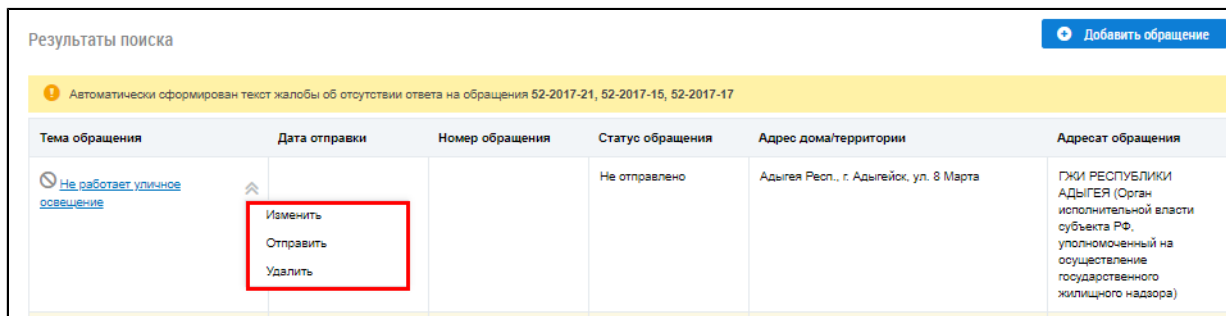 Результаты поиска
Добавить обращение
Автоматически сформирован текст жалобы об отсутствии ответа на обращения 52-2017-21, 52-2017-15, 52-2017-17
Тема обращения Дата отправки Номер обращения Статус обращения Адрес дома/территории Адресат обращения
Не работает уличное
освещение
Изменить
Отправить
Удалить
Не отправлено
Адыгея Респ., г. Адыгейск, ул. 8 Марта
ГЖИ РЕСПУБЛИКИ
АДЫГЕЯ (Орган
исполнительной власти
субъекта РФ,
уполномоченный на
осуществление
государственного
жилищного надзора)